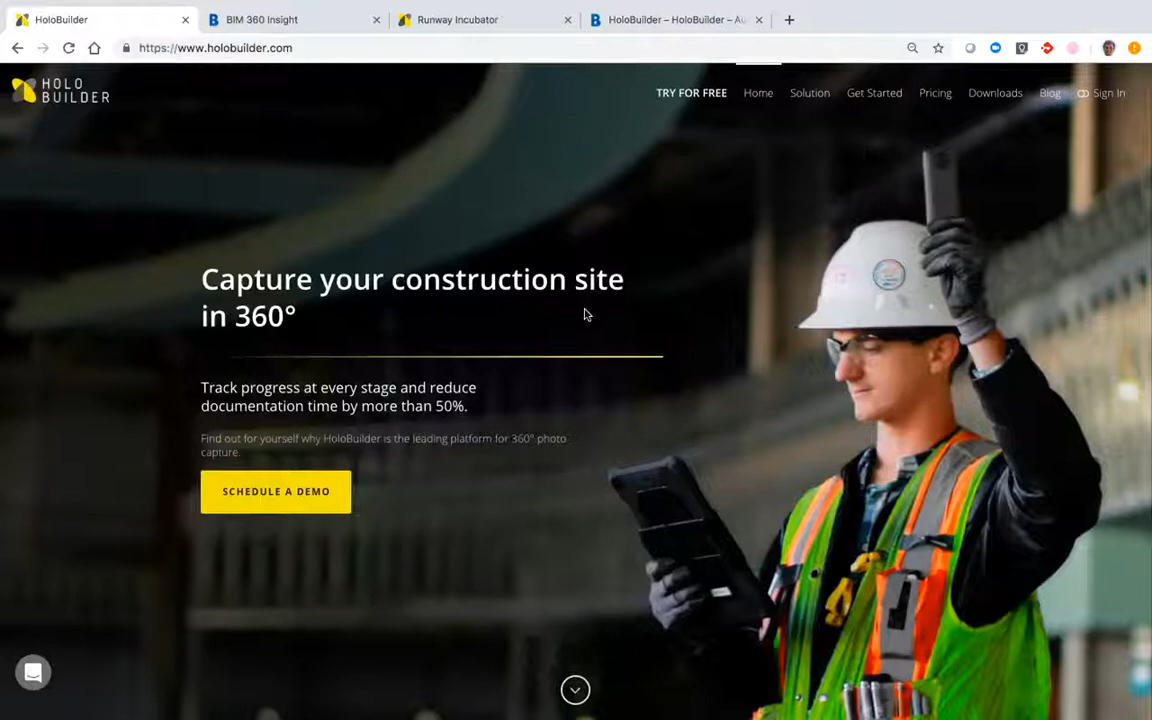 HoloBuilder
BIM 360 Insight
Runway Incubator
HoloBuilder – HoloBuilder – Au
https://www.holobuilder.com
HOLO
BUILDER
TRY FOR FREE
Home
Solution
Get Started
Pricing
Downloads
Blog
Sign In
Capture your construction site
in 360°
Track progress at every stage and reduce
documentation time by more than 50%.
Find out for yourself why HoloBuilder is the leading platform for 360° photo
capture.
SCHEDULE A DEMO